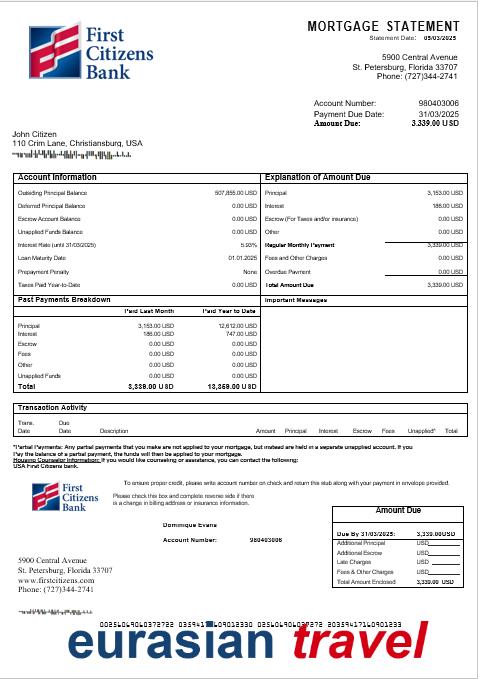 First
Citizens
Bank
MORTGAGE STATEMENT
Statement Date: 05/03/2025
5900 Central Avenue
St. Petersburg, Florida 33707
Phone: (727)344-2741
Account Number: 980403006
Payment Due Date: 31/03/2025
Amount Due: 3.339.00 USD
John Citizen
110 Crim Lane, Christiansburg, USA
Account Information
Outsiding Principal Balance 507,855.00 USD
Deferred Principal Balance 0.00 USD
Escrow Account Balance 0.00 USD
Unapplied Funds Balance 0.00 USD
Interest Rate (until 31/03/2025) 5.93%
Loan Maturity Date 01.01.2025
Prepayment Penalty None
Taxes Paid Year-to-Date 0.00 USD
Explanation of Amount Due
Principal 3,153.00 USD
Interest 186.00 USD
Escrow (For Taxes and/or insurance) 0.00 USD
Other 0.00 USD
Regular Monthly Payment 3,339.00 USD
Fees and Other Charges 0.00 USD
Overdue Payment 0.00 USD
Total Amount Due 3,339.00 USD
Past Payments Breakdown
Paid Last Month Paid Year to Date
Principal 3,153.00 USD 12,612.00 USD
Interest 186.00 USD 747.00 USD
Escrow 0.00 USD 0.00 USD
Fees 0.00 USD 0.00 USD
Other 0.00 USD 0.00 USD
Unapplied Funds 0.00 USD 0.00 USD
Total 3,339.00 USD 13,359.00 USD
Important Messages
Transaction Activity
Trans. Date Due Date Description Amount Principal Interest Escrow Fees Unapplied* Total
*Partial Payments: Any partial payments that you make are not applied to your mortgage, but instead are held in a separate unapplied account. If you
Pay the balance of a partial payment, the funds will then be applied to your mortgage.
Housing Counselor Information: If you would like counseling or assistance, you can contact the following:
USA First Citizens bank.
First
Citizens
Bank
To ensure proper credit, please write account number on check and return this stub along with your payment in envelope provided.
Please check this box and complete reverse side if there
is a change in billing address or insurance information.
Dominique Evans
Account Number: 980403006
Amount Due
Due By 31/03/2025: 3,339.00USD
Additional Principal USD
Additional Escrow USD
Late Charges USD
Fees & Other Charges USD
Total Amount Enclosed 3,339.00 USD
5900 Central Avenue
St. Petersburg, Florida 33707
www.firstcitizens.com
Phone: (727)344-2741
eurasian travel